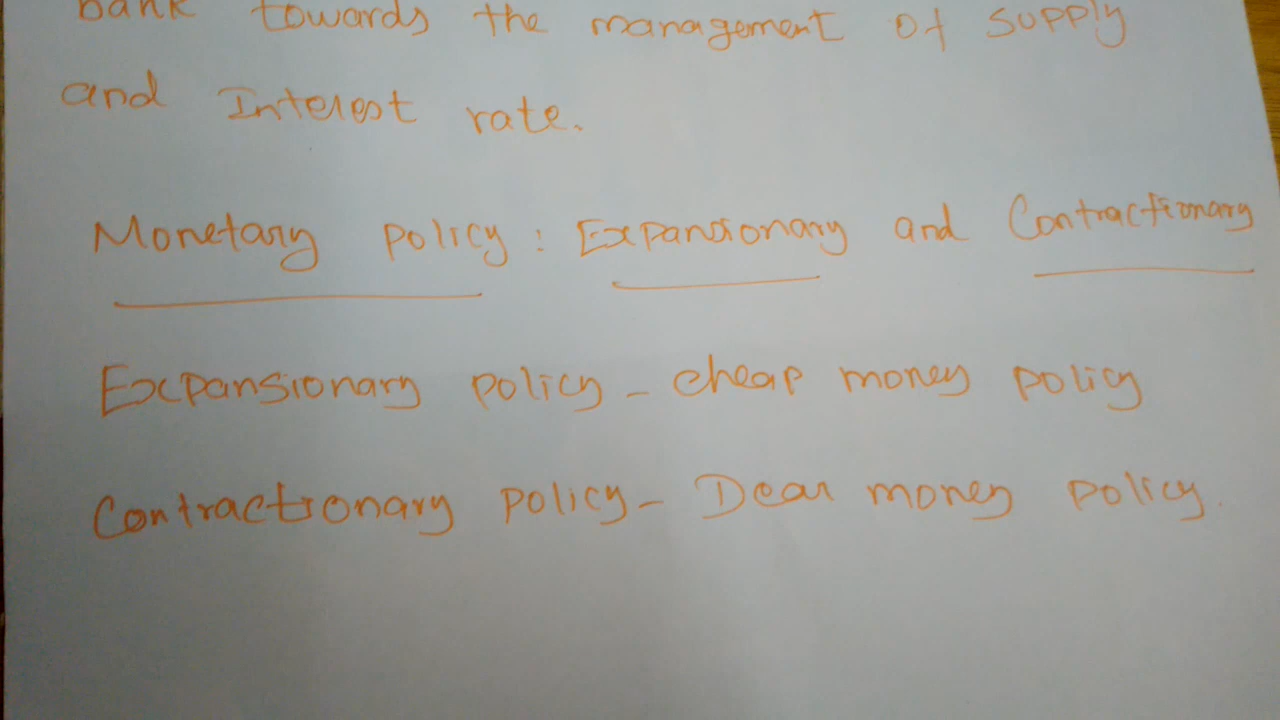 bank towards the management of supply
and Interest rate.
Monetary policy : Expansionary and Contractionary
Expansionary policy - cheap money policy
Contractionary policy - Dear money policy.